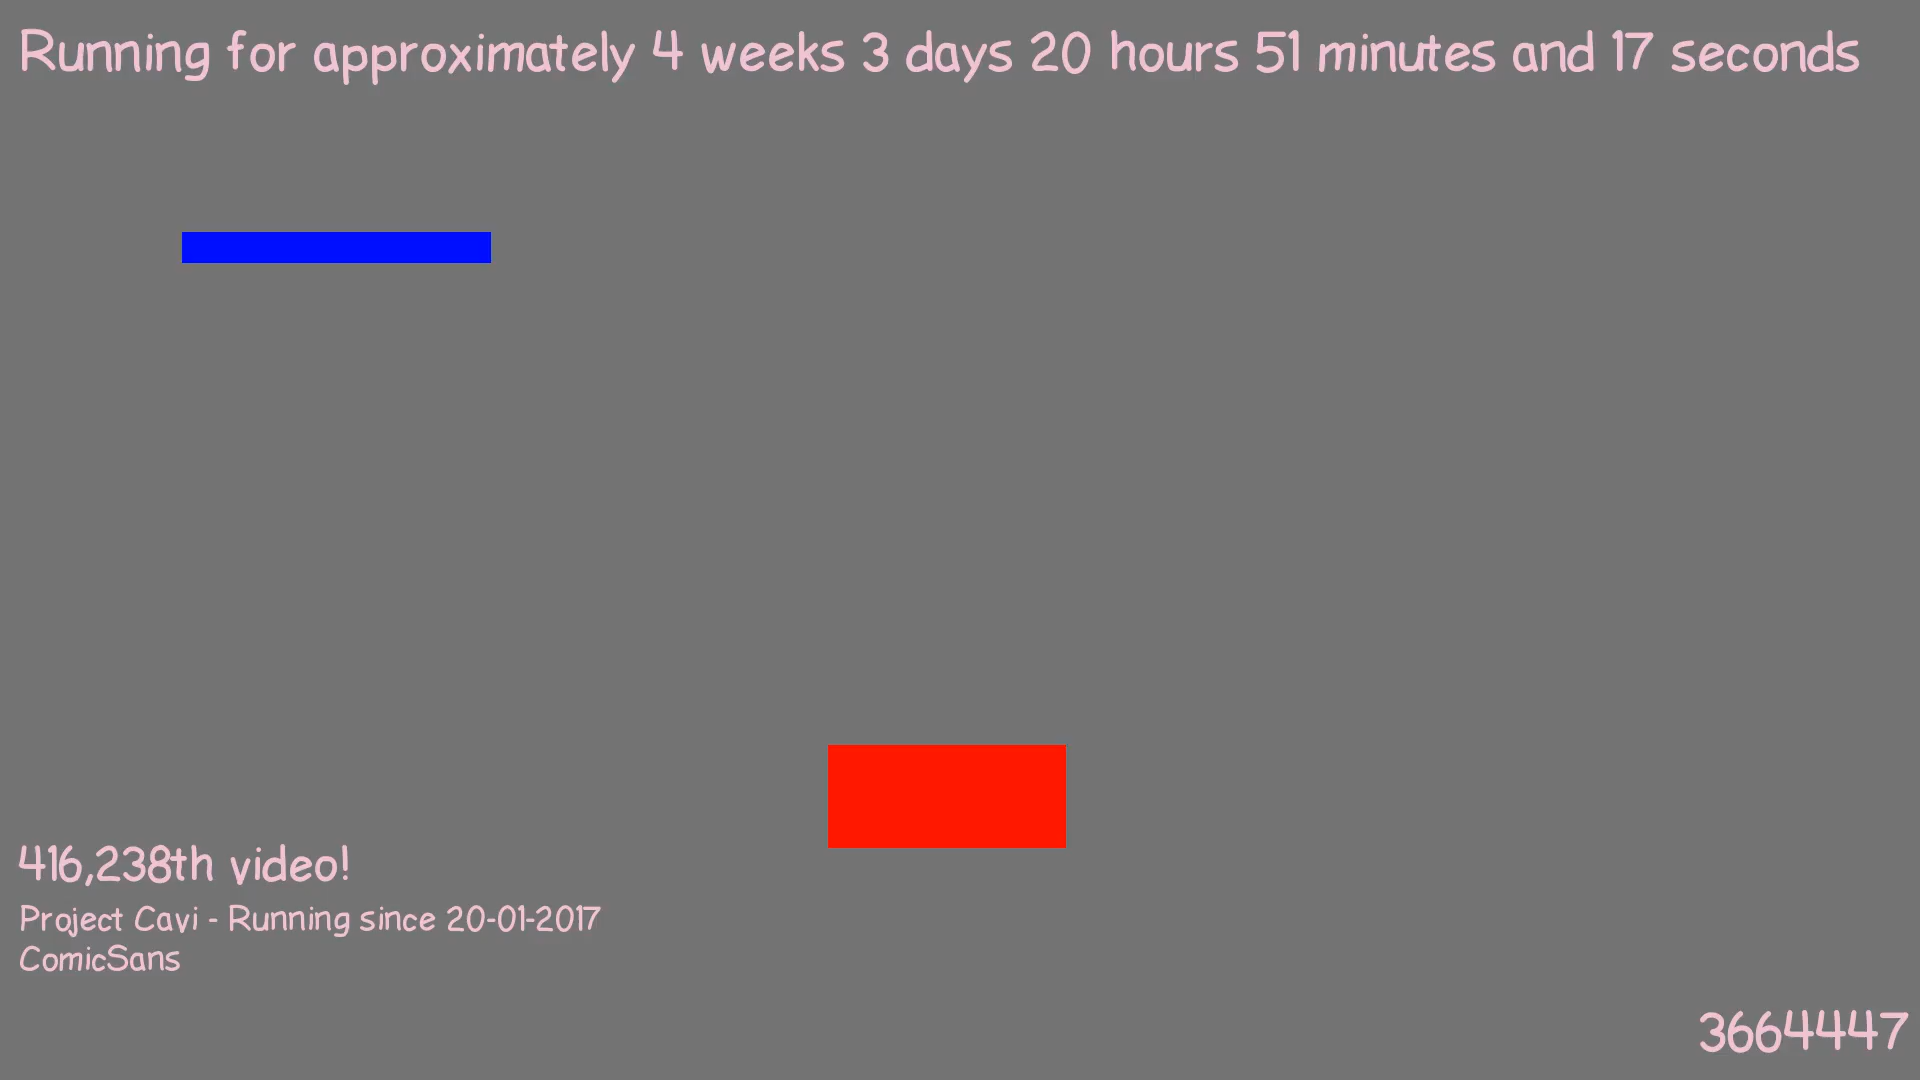 Running for approximately 4 weeks 3 days 20 hours 51 minutes and 17 seconds
416,238th video!
Project Cavi - Running since 20-01-2017
ComicSans
3664447